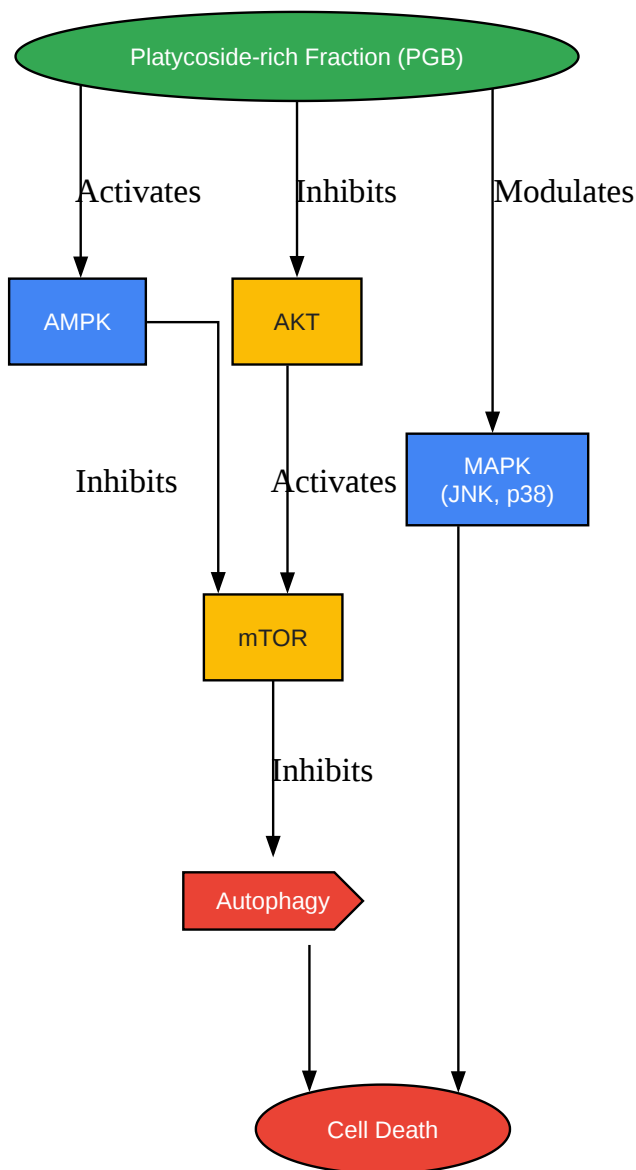 Platycoside-rich Fraction (PGB)
Activates
Inhibits
Modulates
AMPK
AKT
MAPK
(JNK, p38)
Inhibits
Activates
mTOR
Inhibits
Autophagy
Cell Death